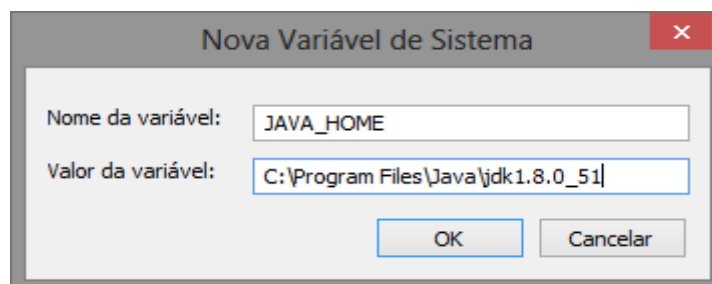 Nova Variável de Sistema
Nome da variável: JAVA_HOME
Valor da variável: C:\Program Files\Java\jdk1.8.0_51
OK Cancelar